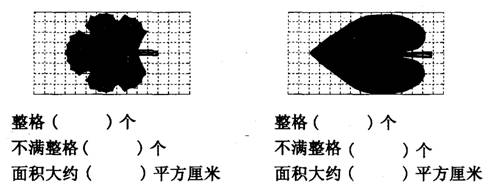 整格(      )个
不满整格(      )个
面积大约(      )平方厘米
整格(      )个
不满整格(      )个
面积大约(      )平方厘米